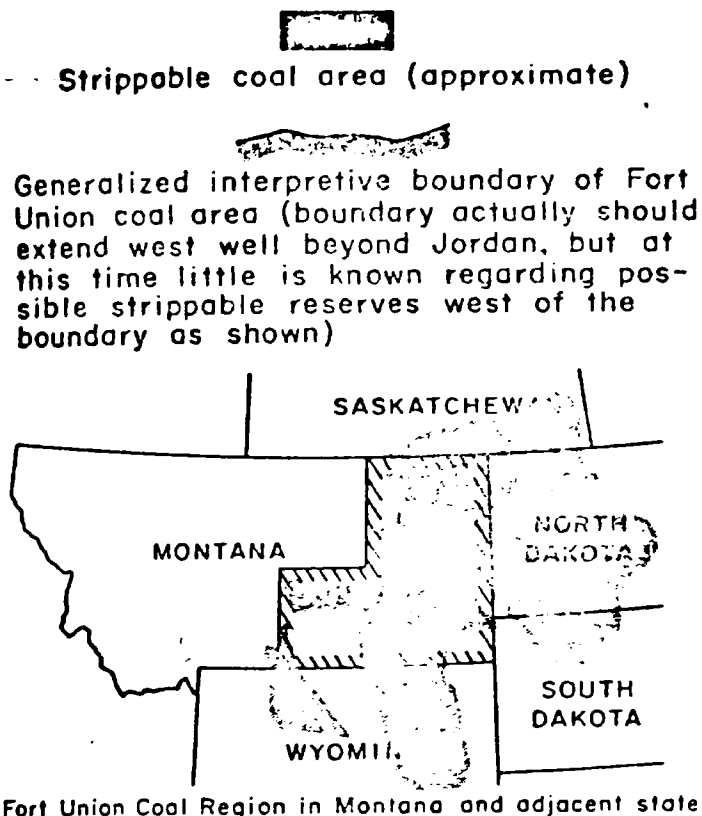 Strippable coal area (approximate)
Generalized interpretive boundary of Fort
Union coal area (boundary actually should
extend west well beyond Jordan, but at
this time little is known regarding pos-
sible strippable reserves west of the
boundary as shown)
MONTANA
NORTH
DAKOTA
SOUTH
DAKOTA
Fort Union Coal Region in Montana and adjacent state